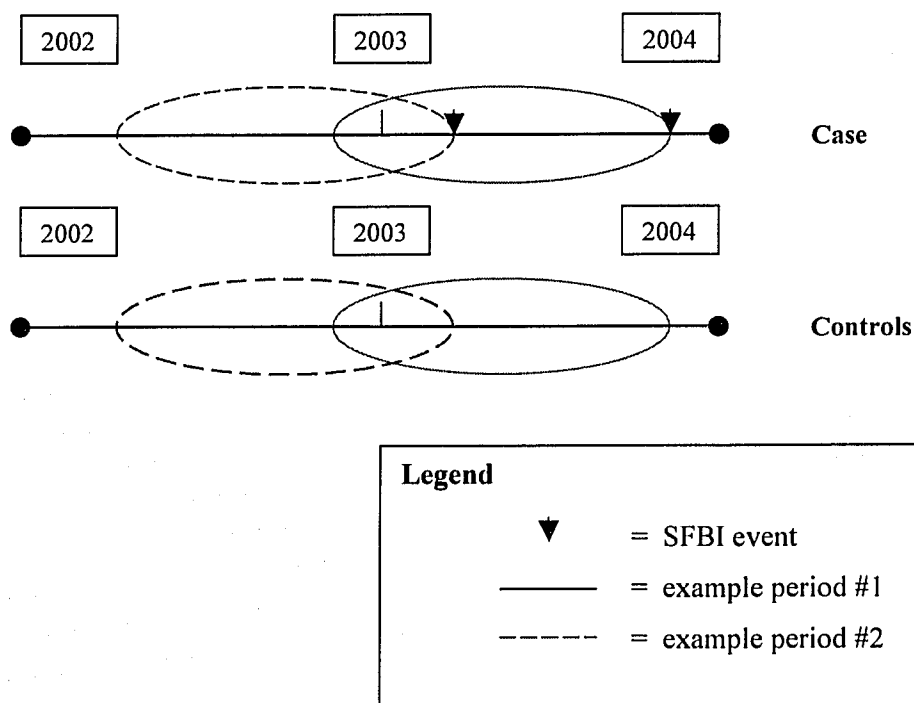 2002 2003 2004
Case
2002 2003 2004
Controls
Legend
= SFBI event
= example period #1
= example period #2